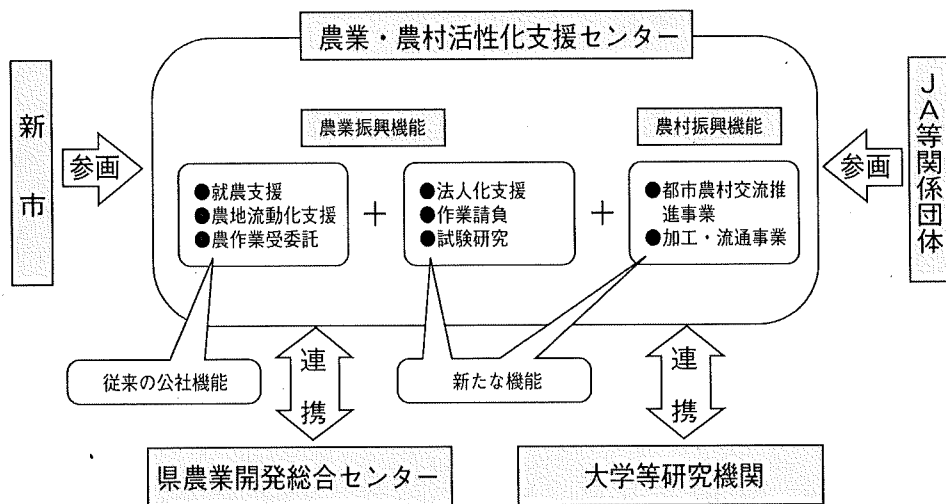 農業・農村活性化支援センター
新市
参画
農業振興機能
農村振興機能
●就農支援
●農地流動化支援
●農作業受委託
＋
●法人化支援
●作業請負
●試験研究
＋
●都市農村交流推
進事業
●加工・流通事業
参画
JA等関係団体
従来の公社機能
連携
新たな機能
連携
県農業開発総合センター
大学等研究機関